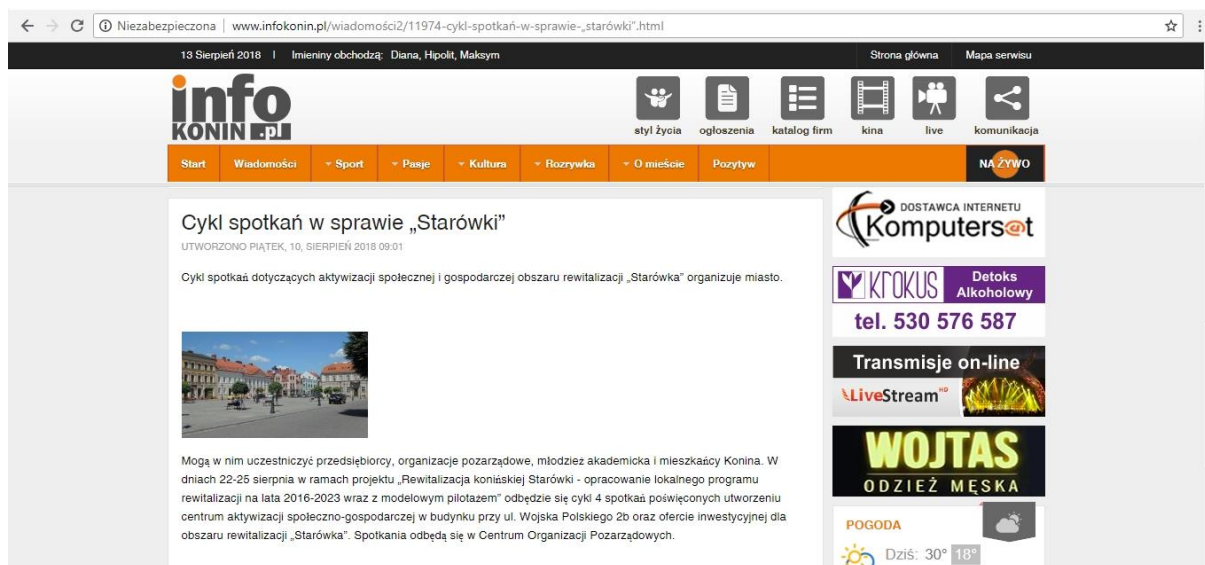 Niezabezpieczona | www.infokonin.pl/wiadomości2/11974-cykl-spotkań-w-sprawie-„starówki”.html
13 Sierpień 2018 | Imieniny obchodzą: Diana, Hipolit, Maksym
Strona główna Mapa serwisu
info
KONIN .pl
styl życia ogłoszenia katalog firm kina live komunikacja
Start Wiadomości Sport Pasje Kultura Rozrywka O mieście Pozytyw NA ŻYWO
Cykl spotkań w sprawie „Starówki”
UTWORZONO PIĄTEK, 10, SIERPIEŃ 2018 09:01
Cykl spotkań dotyczących aktywizacji społecznej i gospodarczej obszaru rewitalizacji „Starówka” organizuje miasto.
Mogą w nim uczestniczyć przedsiębiorcy, organizacje pozarządowe, młodzież akademicka i mieszkańcy Konina. W
dniach 22-25 sierpnia w ramach projektu „Rewitalizacja konińskiej Starówki - opracowanie lokalnego programu
rewitalizacji na lata 2016-2023 wraz z modelowym pilotażem” odbędzie się cykl 4 spotkań poświęconych utworzeniu
centrum aktywizacji społeczno-gospodarczej w budynku przy ul. Wojska Polskiego 2b oraz ofercie inwestycyjnej dla
obszaru rewitalizacji „Starówka”. Spotkania odbędą się w Centrum Organizacji Pozarządowych.
DOSTAWCA INTERNETU
Komputers@t
KROKUS Detoks
Alkoholowy
tel. 530 576 587
Transmisje on-line
LiveStream HD
WOJTAS
ODZIEŻ MĘSKA
POGODA
Dziś: 30° 18°